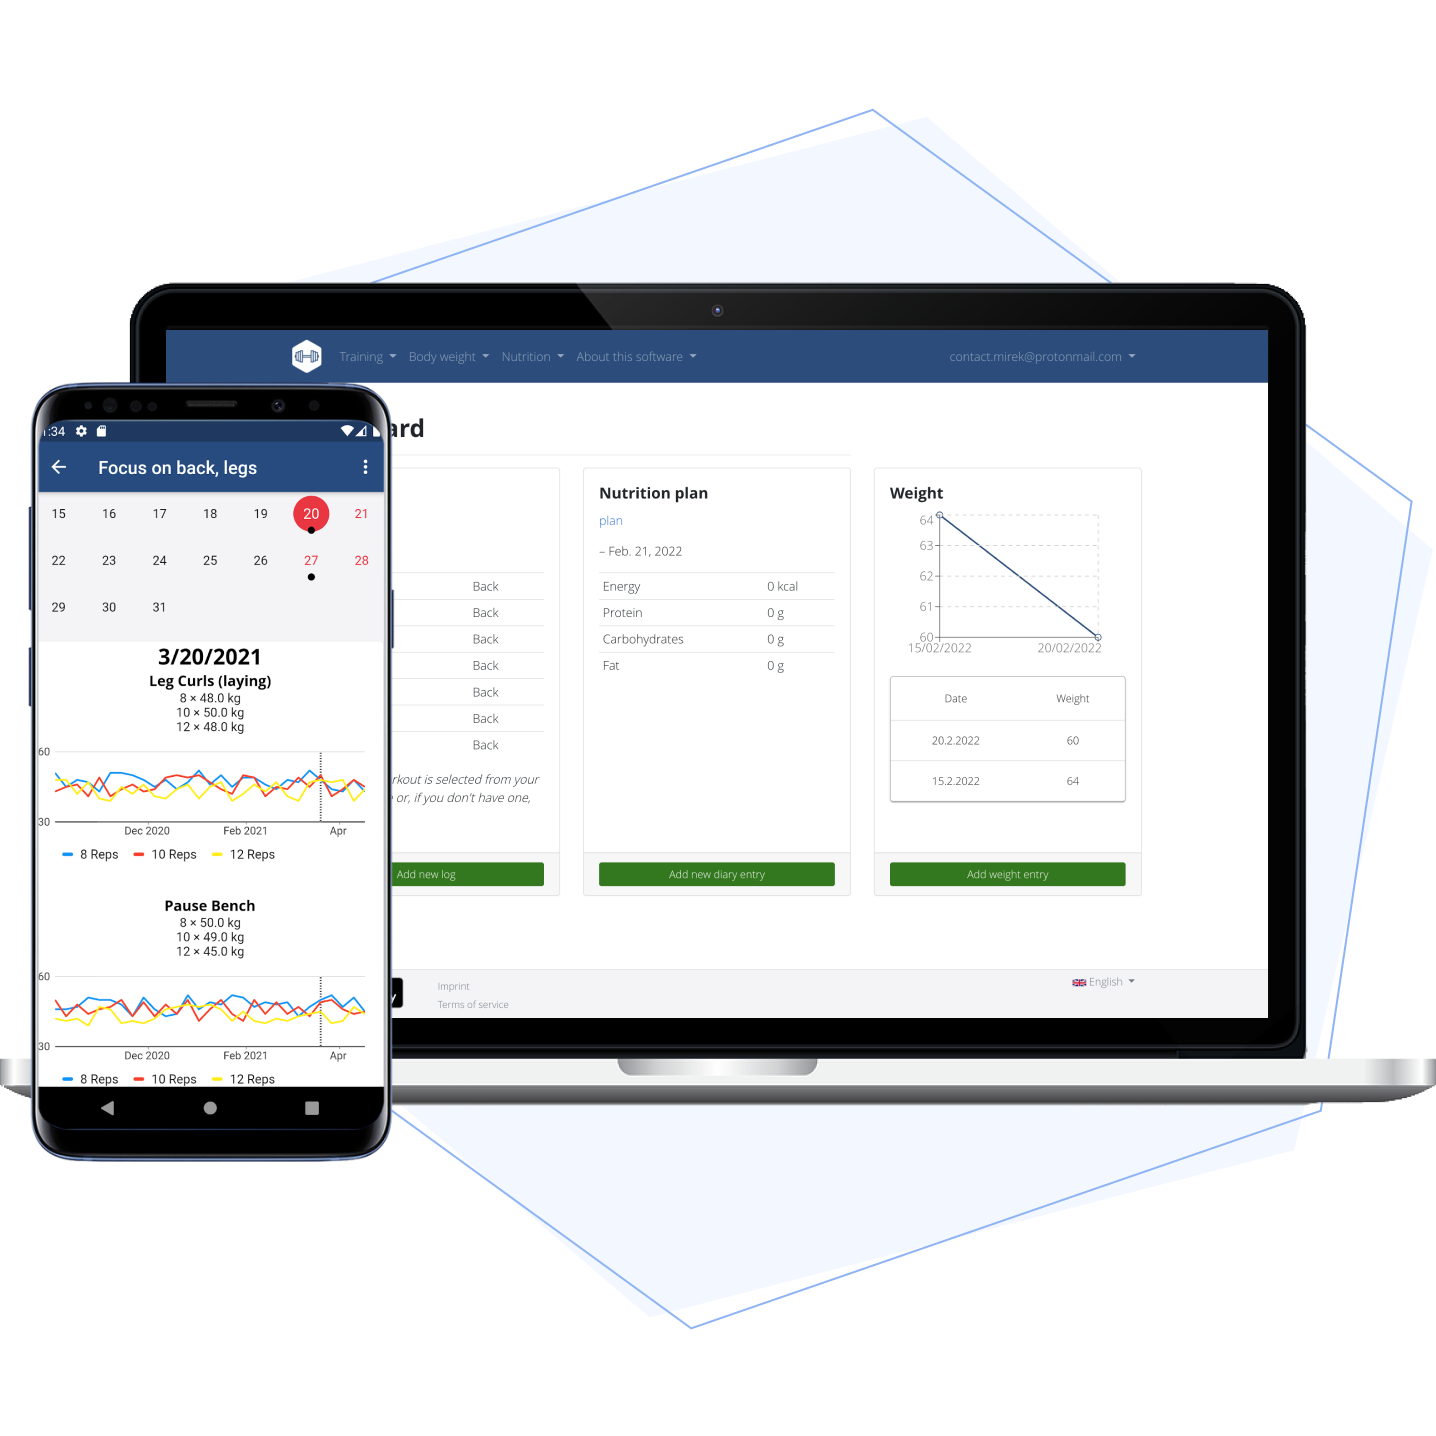 Training
Body weight
Nutrition
About this software
contact.mirek@protonmail.com
ard
Back
Back
Back
Back
Back
Back
Back
rkout is selected from your
or, if you don't have one,
Add new log
Nutrition plan
plan
– Feb. 21, 2022
Energy 0 kcal
Protein 0 g
Carbohydrates 0 g
Fat 0 g
Add new diary entry
Weight
64
63
62
61
60
15/02/2022 20/02/2022
Date Weight
20.2.2022 60
15.2.2022 64
Add weight entry
Imprint
Terms of service
English
:34
Focus on back, legs
15 16 17 18 19 20 21
22 23 24 25 26 27 28
29 30 31
3/20/2021
Leg Curls (laying)
8 × 48.0 kg
10 × 50.0 kg
12 × 48.0 kg
60
30
Dec 2020 Feb 2021 Apr
8 Reps 10 Reps 12 Reps
Pause Bench
8 × 50.0 kg
10 × 49.0 kg
12 × 45.0 kg
60
30
Dec 2020 Feb 2021 Apr
8 Reps 10 Reps 12 Reps